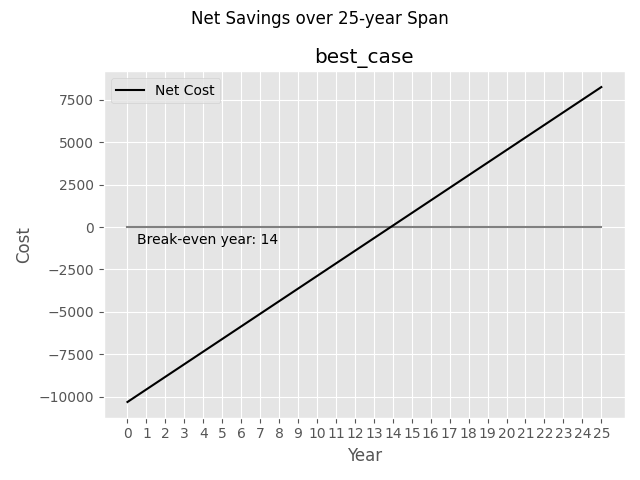 Net Savings over 25-year Span
best_case
Net Cost
7500
5000
2500
0
Break-even year: 14
−2500
−5000
−7500
−10000
Cost
0 1 2 3 4 5 6 7 8 9 10 11 12 13 14 15 16 17 18 19 20 21 22 23 24 25
Year